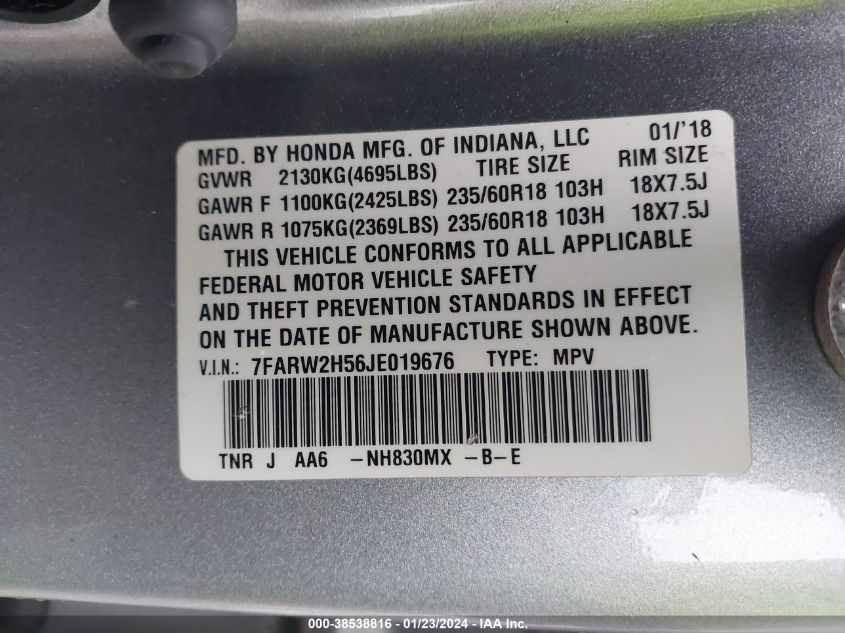 MFD. BY HONDA MFG. OF INDIANA, LLC 01/'18
GVWR 2130KG(4695LBS) TIRE SIZE RIM SIZE
GAWR F 1100KG(2425LBS) 235/60R18 103H 18X7.5J
GAWR R 1075KG(2369LBS) 235/60R18 103H 18X7.5J
THIS VEHICLE CONFORMS TO ALL APPLICABLE
FEDERAL MOTOR VEHICLE SAFETY
AND THEFT PREVENTION STANDARDS IN EFFECT
ON THE DATE OF MANUFACTURE SHOWN ABOVE.
V.I.N.: 7FARW2H56JE019676 TYPE: MPV
TNR J AA6 -NH830MX -B-E
000-38538816 - 01/23/2024 - IAA Inc.